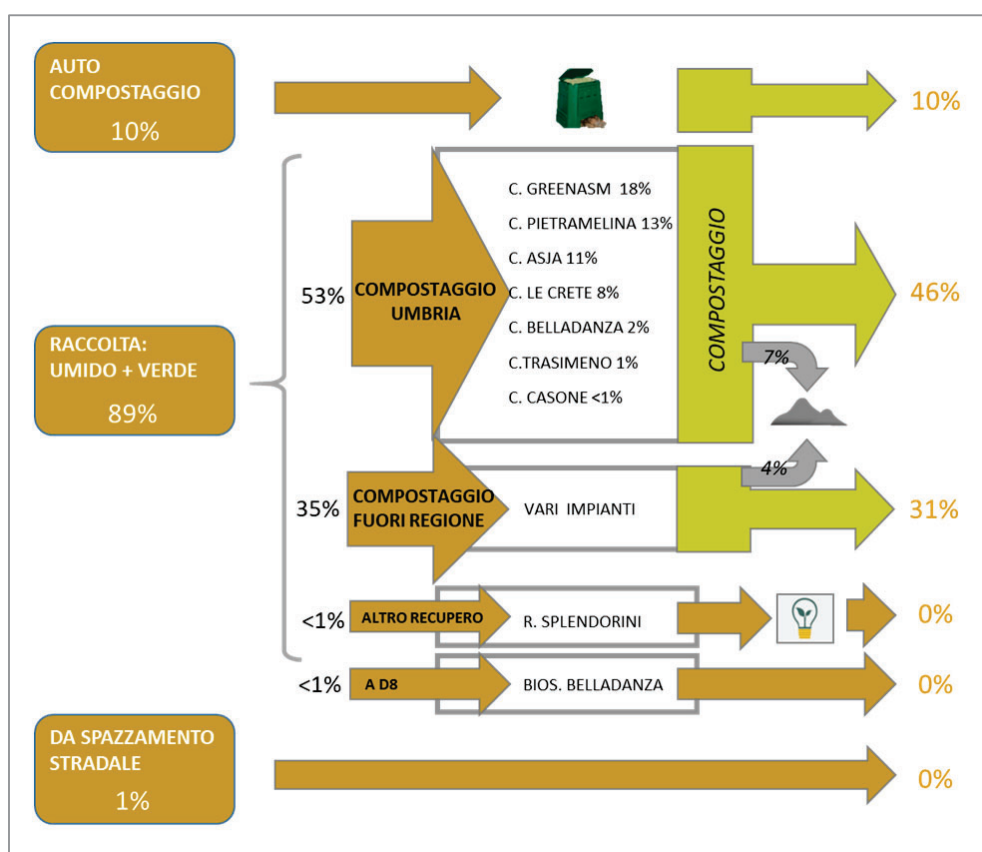 AUTO
COMPOSTAGGIO
10%
10%
C. GREENASM 18%
C. PIETRAMELINA 13%
C. ASJA 11%
C. LE CRETE 8%
C. BELLADANZA 2%
C.TRASIMENO 1%
C. CASONE <1%
53%
COMPOSTAGGIO
UMBRIA
COMPOSTAGGIO
46%
7%
RACCOLTA:
UMIDO + VERDE
89%
4%
35%
COMPOSTAGGIO
FUORI REGIONE
VARI IMPIANTI
31%
<1%
ALTRO RECUPERO
R. SPLENDORINI
0%
<1%
A D8
BIOS. BELLADANZA
0%
DA SPAZZAMENTO
STRADALE
1%
0%